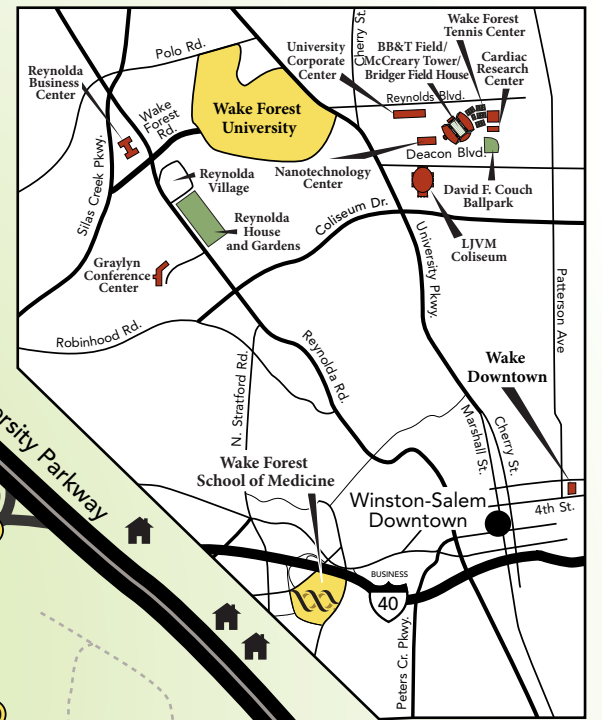 Cherry St.
Wake Forest
Tennis Center
Polo Rd.
University
Corporate
Center
BB&T Field/
McCreary Tower/
Bridger Field House
Cardiac
Research
Center
Reynolda
Business
Center
Reynolds Blvd.
Wake
Forest
Rd.
Wake Forest
University
Silas Creek Pkwy.
Deacon Blvd.
Nanotechnology
Center
Reynolda
Village
David F. Couch
Ballpark
Reynolda
House
and Gardens
Coliseum Dr.
University Pkwy.
LJVM
Coliseum
Graylyn
Conference
Center
Patterson Ave
Robinhood Rd.
Reynolda Rd.
N. Stratford Rd.
Wake
Downtown
Marshall St.
Cherry St.
ersity Parkway
Wake Forest
School of Medicine
Winston-Salem
Downtown
4th St.
BUSINESS
40
Peters Cr. Pkwy.